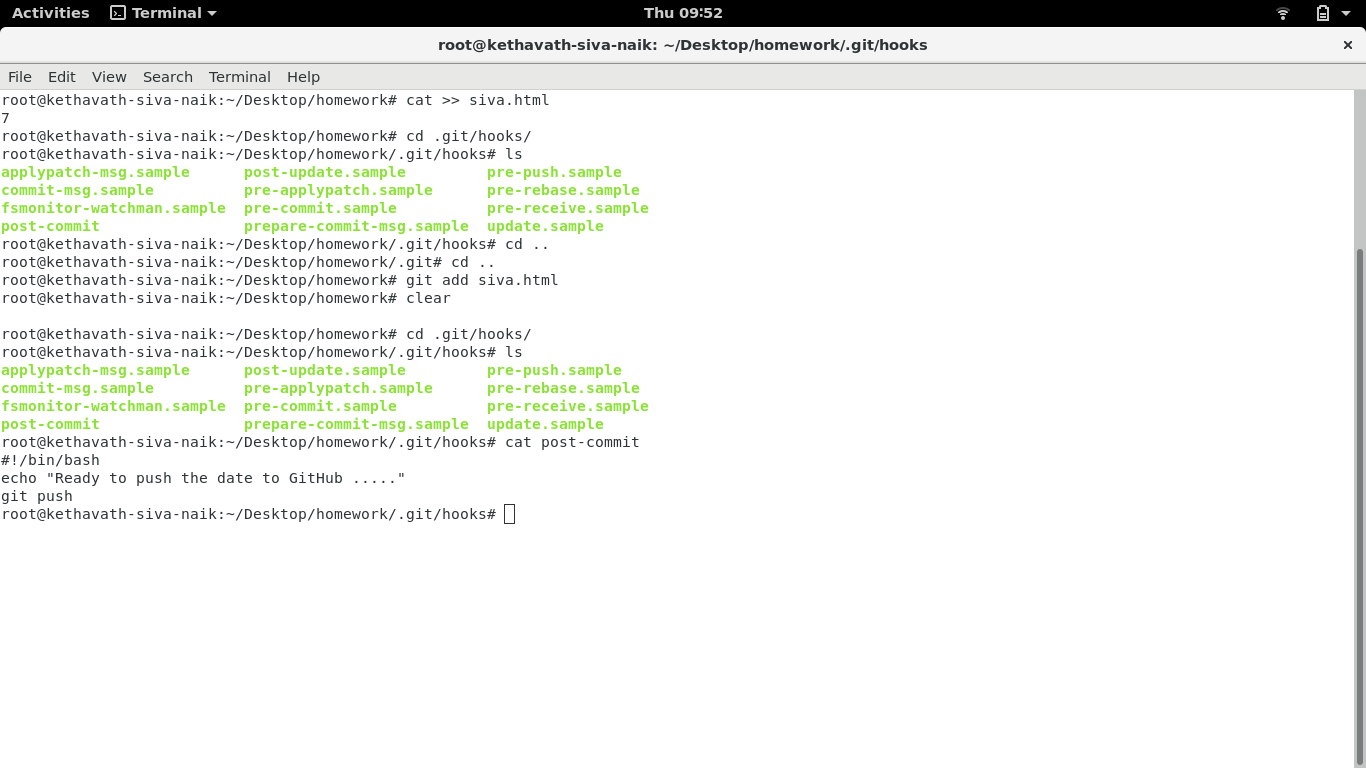 Activities Terminal Thu 09:52
root@kethavath-siva-naik: ~/Desktop/homework/.git/hooks ×
File Edit View Search Terminal Help
root@kethavath-siva-naik:~/Desktop/homework# cat >> siva.html
7
root@kethavath-siva-naik:~/Desktop/homework# cd .git/hooks/
root@kethavath-siva-naik:~/Desktop/homework/.git/hooks# ls
applypatch-msg.sample      post-update.sample         pre-push.sample
commit-msg.sample          pre-applypatch.sample      pre-rebase.sample
fsmonitor-watchman.sample  pre-commit.sample          pre-receive.sample
post-commit                prepare-commit-msg.sample  update.sample
root@kethavath-siva-naik:~/Desktop/homework/.git/hooks# cd ..
root@kethavath-siva-naik:~/Desktop/homework/.git# cd ..
root@kethavath-siva-naik:~/Desktop/homework# git add siva.html
root@kethavath-siva-naik:~/Desktop/homework# clear
root@kethavath-siva-naik:~/Desktop/homework# cd .git/hooks/
root@kethavath-siva-naik:~/Desktop/homework/.git/hooks# ls
applypatch-msg.sample      post-update.sample         pre-push.sample
commit-msg.sample          pre-applypatch.sample      pre-rebase.sample
fsmonitor-watchman.sample  pre-commit.sample          pre-receive.sample
post-commit                prepare-commit-msg.sample  update.sample
root@kethavath-siva-naik:~/Desktop/homework/.git/hooks# cat post-commit
#!/bin/bash
echo "Ready to push the date to GitHub ....."
git push
root@kethavath-siva-naik:~/Desktop/homework/.git/hooks#